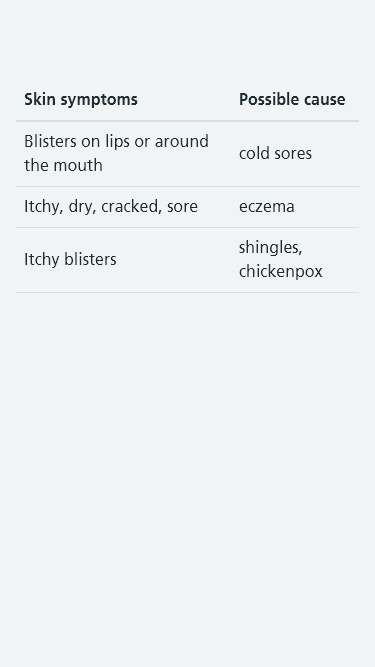 Skin symptoms Possible cause
Blisters on lips or around
the mouth
cold sores
Itchy, dry, cracked, sore eczema
Itchy blisters
shingles,
chickenpox